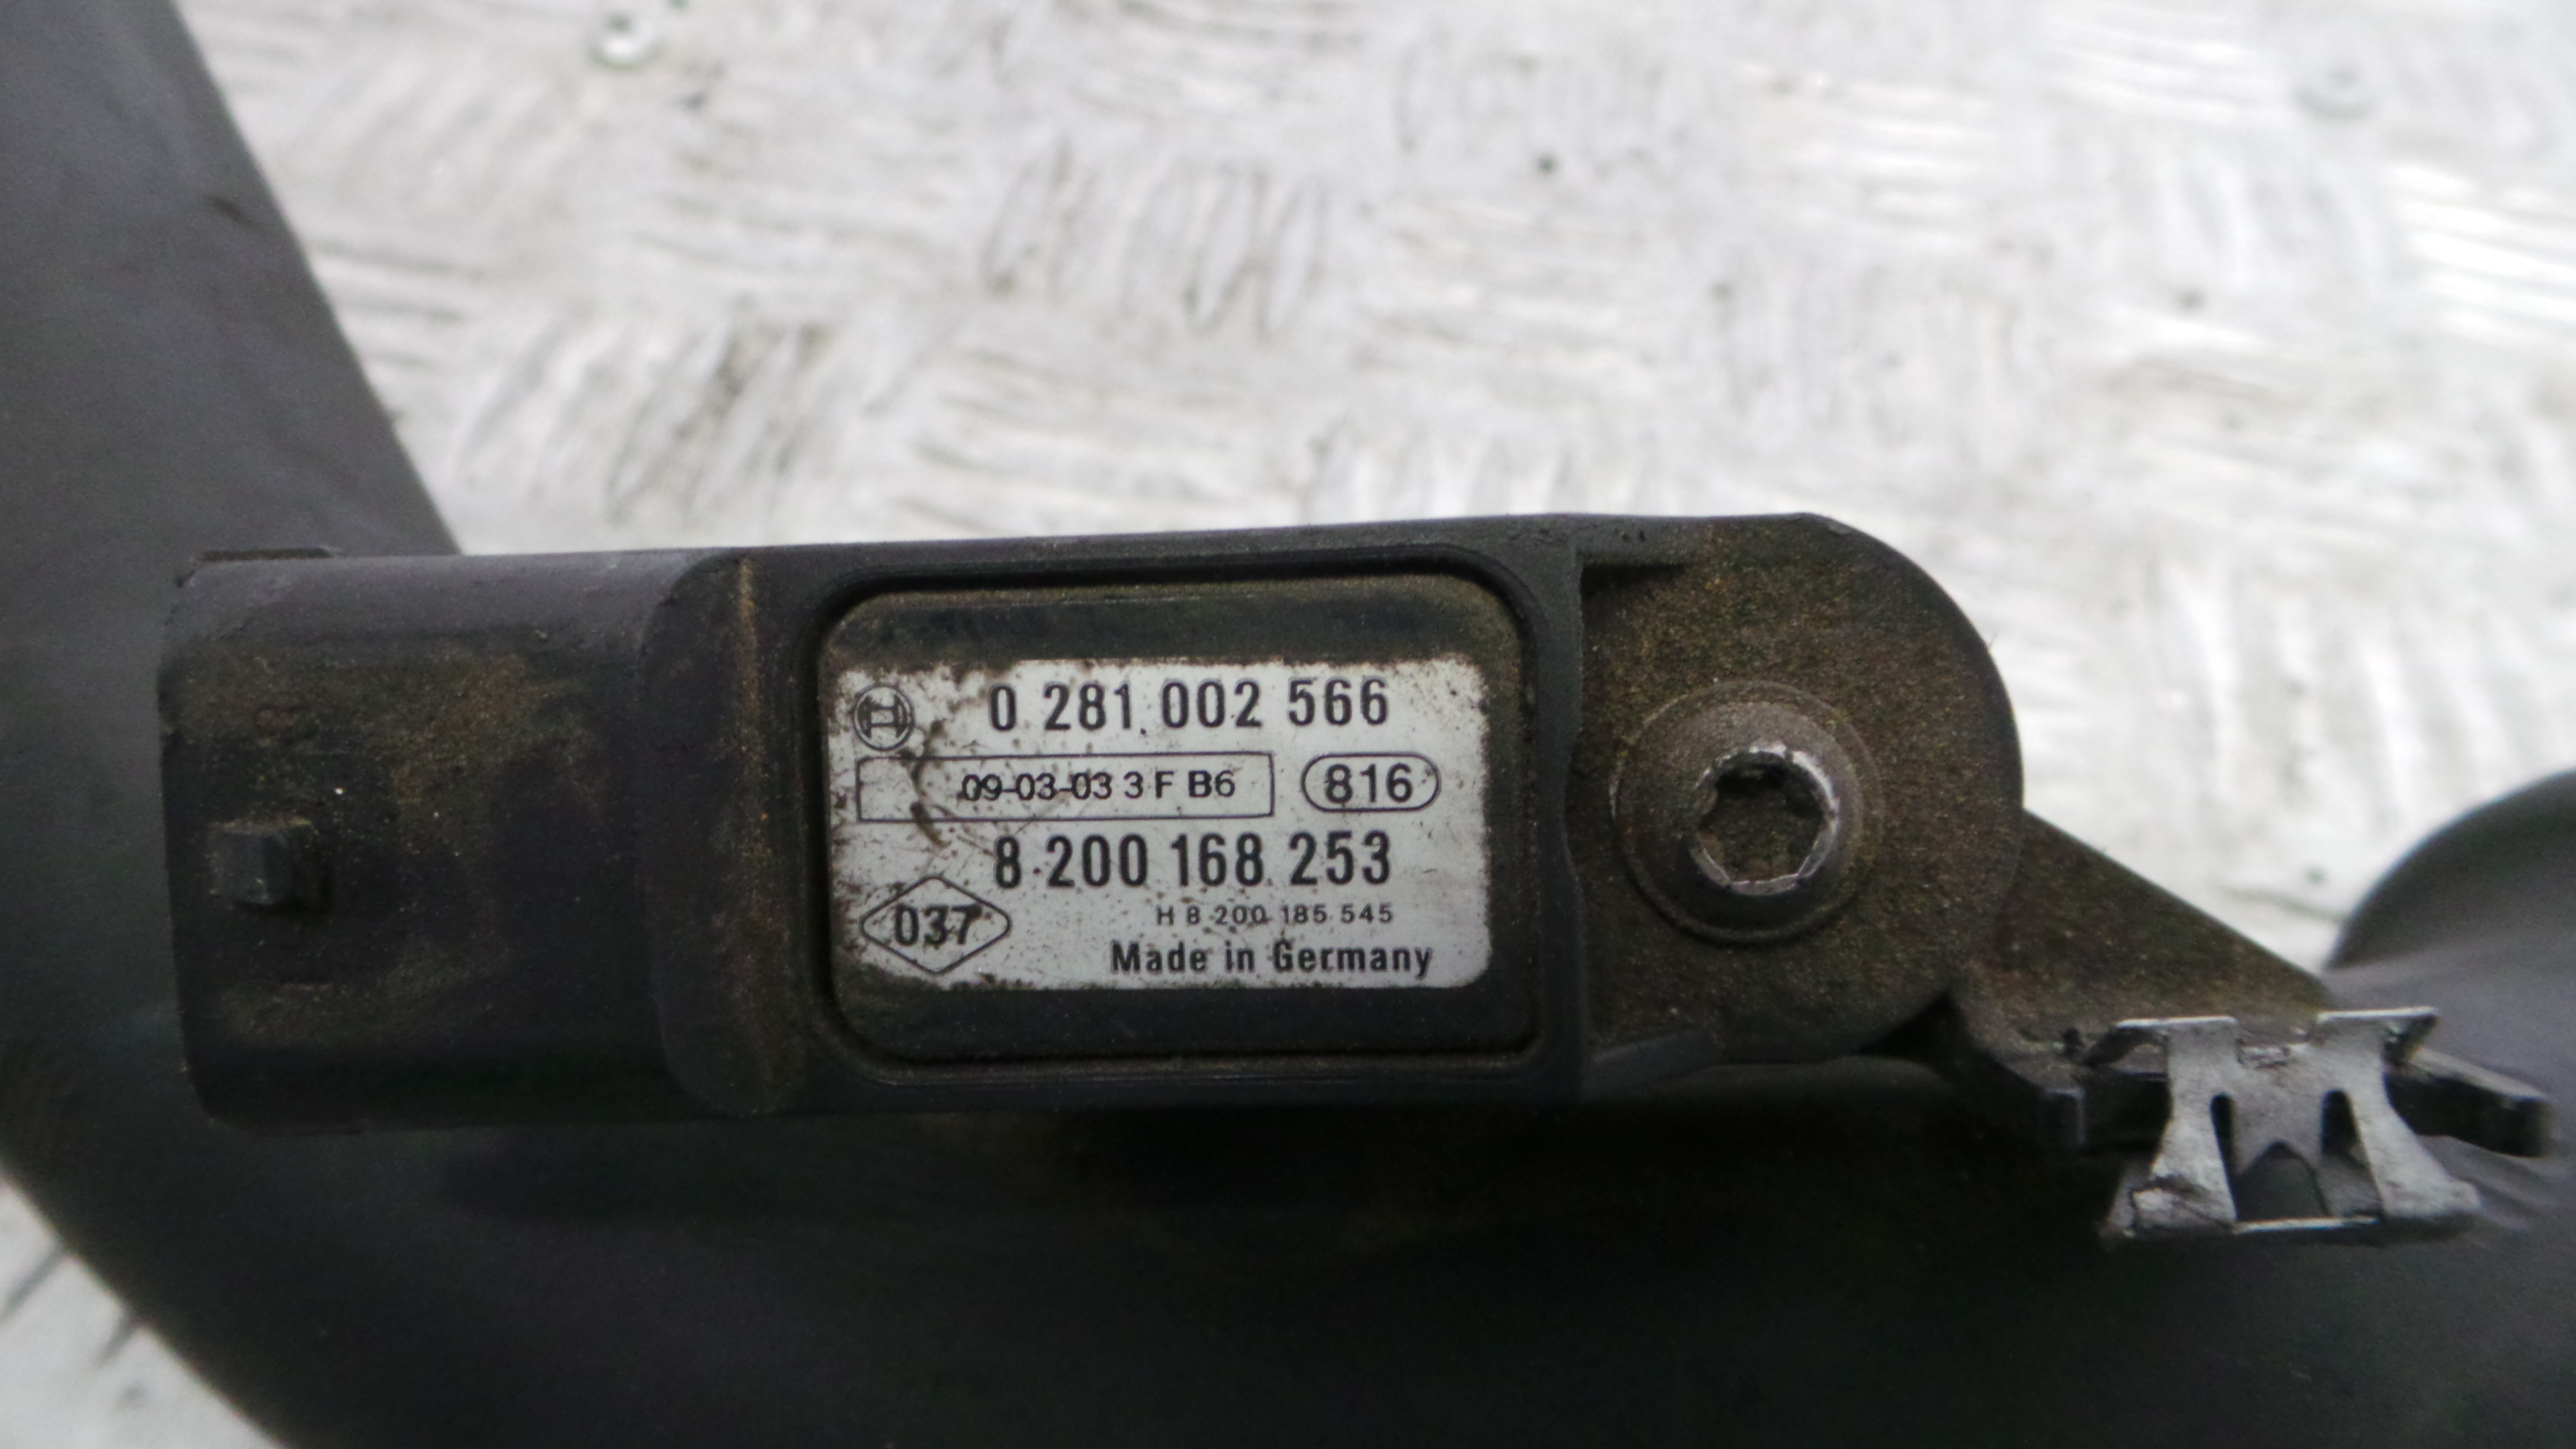 0 281 002 566
09-03-03 3 F B6 816
8 200 168 253
037 H 8 200 185 545
Made in Germany